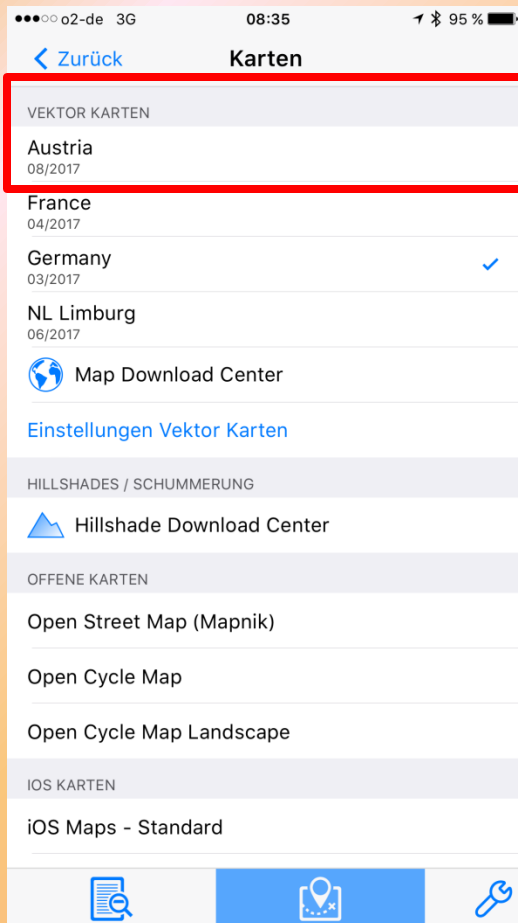 o2-de 3G 08:35 95 %
Zurück Karten
VEKTOR KARTEN
Austria
08/2017
France
04/2017
Germany
03/2017
NL Limburg
06/2017
Map Download Center
Einstellungen Vektor Karten
HILLSHADES / SCHUMMERUNG
Hillshade Download Center
OFFENE KARTEN
Open Street Map (Mapnik)
Open Cycle Map
Open Cycle Map Landscape
IOS KARTEN
iOS Maps - Standard